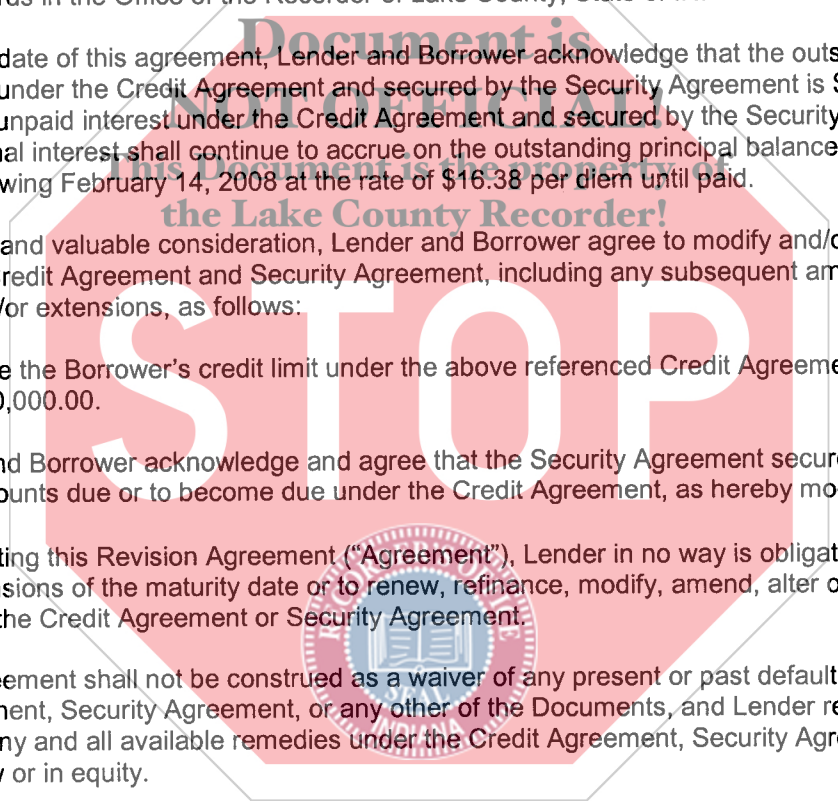 date of this agreement, Lender and Borrower acknowledge that the outs
Document is
under the Credit Agreement and secured by the Security Agreement is $
NOT OFFICIAL!
unpaid interest under the Credit Agreement and secured by the Security
al interest shall continue to accrue on the outstanding principal balance
This Document is the property of
wing February 14, 2008 at the rate of $16.38 per diem until paid.
the Lake County Recorder!
and valuable consideration, Lender and Borrower agree to modify and/o
redit Agreement and Security Agreement, including any subsequent am
/or extensions, as follows:
STOP
e the Borrower's credit limit under the above referenced Credit Agreeme
0,000.00.
nd Borrower acknowledge and agree that the Security Agreement secur
ounts due or to become due under the Credit Agreement, as hereby mo
ting this Revision Agreement ("Agreement"), Lender in no way is obligat
sions of the maturity date or to renew, refinance, modify, amend, alter o
the Credit Agreement or Security Agreement.
RECORDER'S OFFICE
SEAL
INDIANA
eement shall not be construed as a waiver of any present or past default
ment, Security Agreement, or any other of the Documents, and Lender re
ny and all available remedies under the Credit Agreement, Security Agre
or in equity.